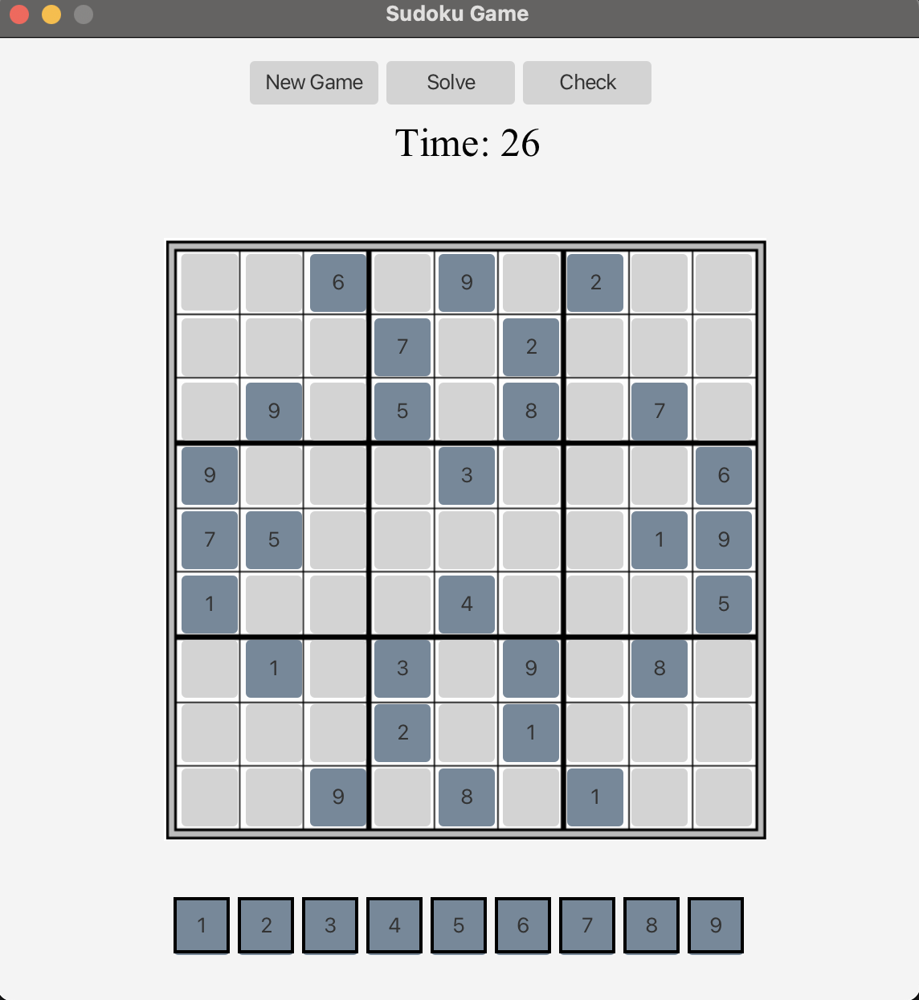 Sudoku Game
New Game Solve Check
Time: 26
6 9 2
7 2
9 5 8 7
9 3 6
7 5 1 9
1 4 5
1 3 9 8
2 1
9 8 1
1 2 3 4 5 6 7 8 9